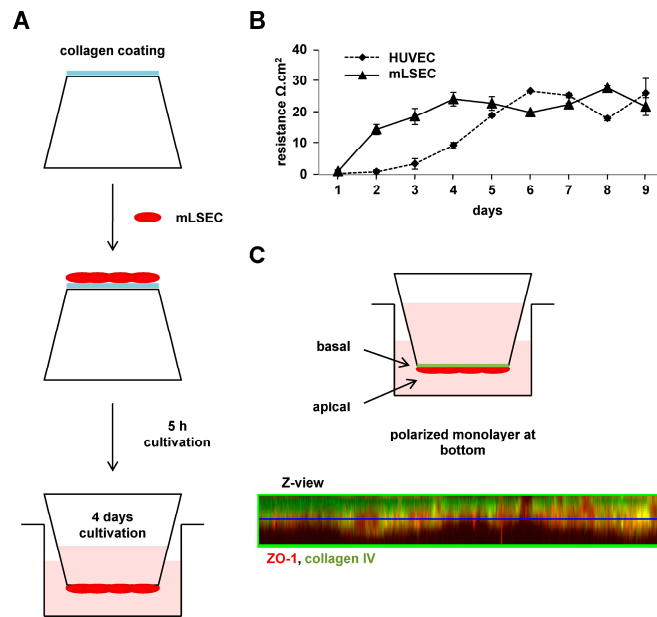 A
collagen coating
mLSEC
5 h
cultivation
4 days
cultivation
B
resistance Ω.cm²
40
30
20
10
0
HUVEC
mLSEC
1 2 3 4 5 6 7 8 9
days
C
basal
apical
polarized monolayer at
bottom
Z-view
ZO-1, collagen IV